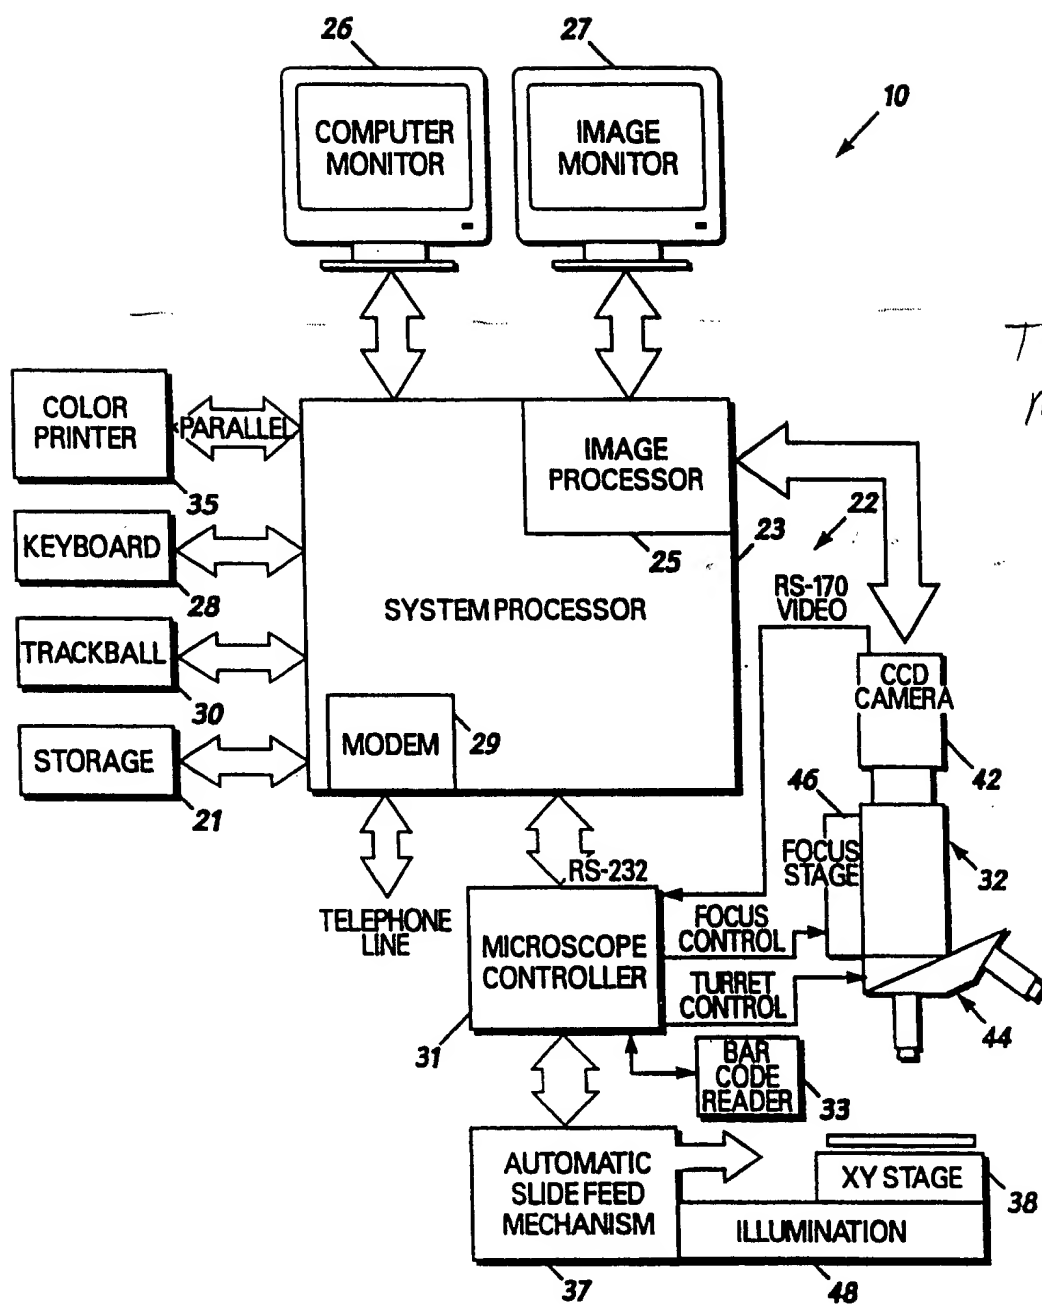 26
27
10
COMPUTER
MONITOR
IMAGE
MONITOR
COLOR
PRINTER
PARALLEL
35
IMAGE
PROCESSOR
25
23
22
KEYBOARD
28
SYSTEM PROCESSOR
RS-170
VIDEO
TRACKBALL
30
CCD
CAMERA
42
STORAGE
21
MODEM
29
46
FOCUS
STAGE
32
TELEPHONE
LINE
RS-232
MICROSCOPE
CONTROLLER
31
FOCUS
CONTROL
TURRET
CONTROL
44
BAR
CODE
READER
33
AUTOMATIC
SLIDE FEED
MECHANISM
37
XY STAGE
38
ILLUMINATION
48